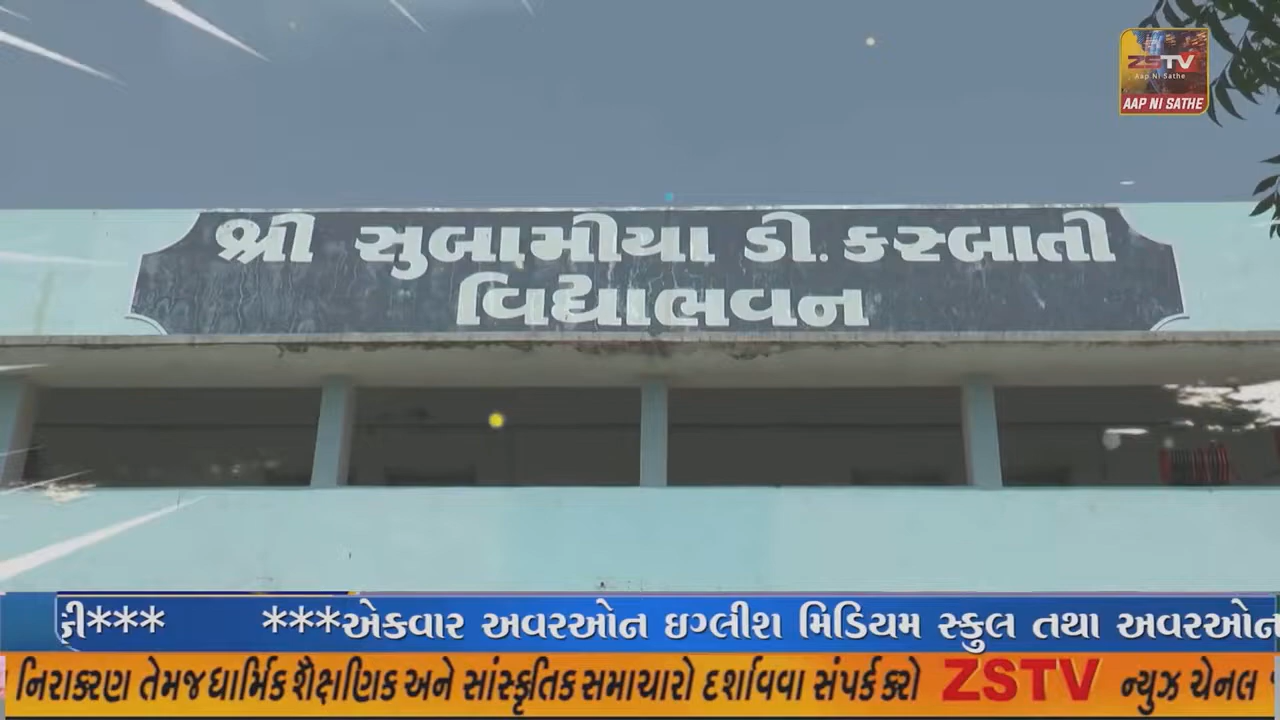 ZSTV
Aap Ni Sathe
AAP NI SATHE
શ્રી સુબામીયા ડી. કરબાતી
વિદ્યાભવન
***એકવાર અવરઓન ઇગ્લીશ મિડિયમ સ્કુલ તથા અવરઓન
નિરાકરણ તેમજ ધાર્મિક શૈક્ષણિક અને સાંસ્કૃતિક સમાચારો દર્શાવવા સંપર્ક કરો ZSTV ન્યુઝ ચેનલ